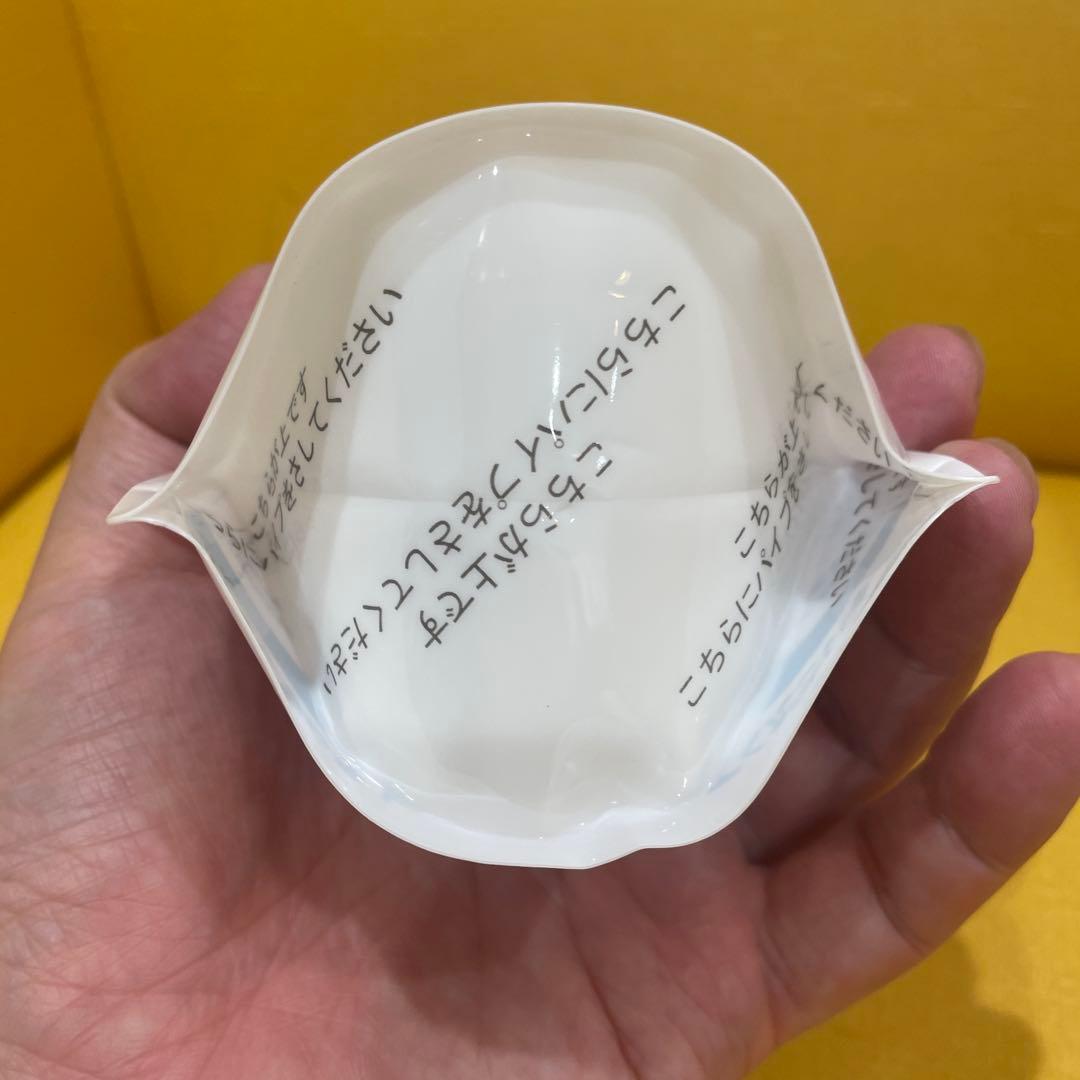 こちらが上です
こちらにパイプをさしてください
こちらが上です
こちらにパイプをさしてください
こちらが上で
こちらにパイプを
してください